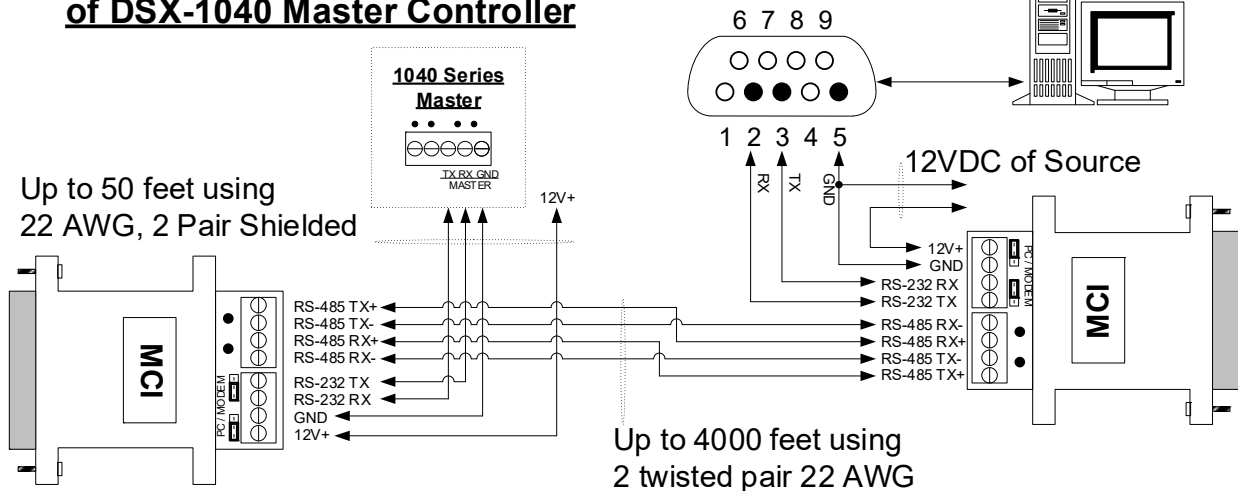 of DSX-1040 Master Controller
1040 Series
Master
TX RX GND
MASTER
12V+
Up to 50 feet using
22 AWG, 2 Pair Shielded
6 7 8 9
1 2 3 4 5
RX
TX
GND
12VDC of Source
MCI
PC / MODEM
RS-485 TX+
RS-485 TX-
RS-485 RX+
RS-485 RX-
RS-232 TX
RS-232 RX
GND
12V+
12V+
GND
RS-232 RX
RS-232 TX
RS-485 RX-
RS-485 RX+
RS-485 TX-
RS-485 TX+
PC / MODEM
MCI
Up to 4000 feet using
2 twisted pair 22 AWG